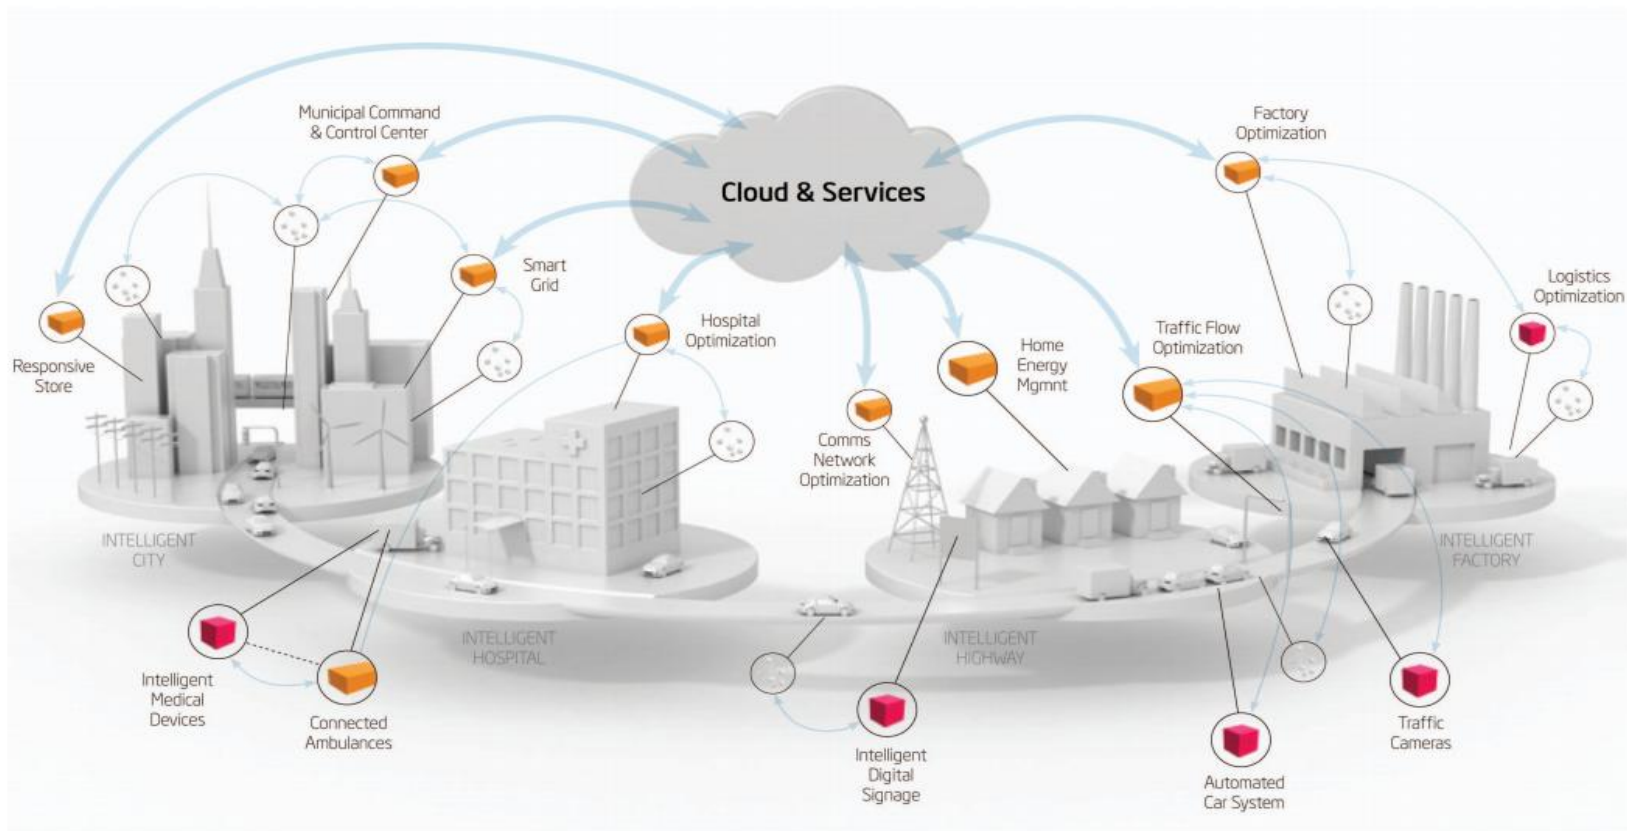 Municipal Command
& Control Center
Factory
Optimization
Cloud & Services
Smart
Grid
Logistics
Optimization
Responsive
Store
Hospital
Optimization
Home
Energy
Mgmnt
Traffic Flow
Optimization
Comms
Network
Optimization
INTELLIGENT
CITY
INTELLIGENT
FACTORY
INTELLIGENT
HOSPITAL
INTELLIGENT
HIGHWAY
Intelligent
Medical
Devices
Connected
Ambulances
Intelligent
Digital
Signage
Automated
Car System
Traffic
Cameras